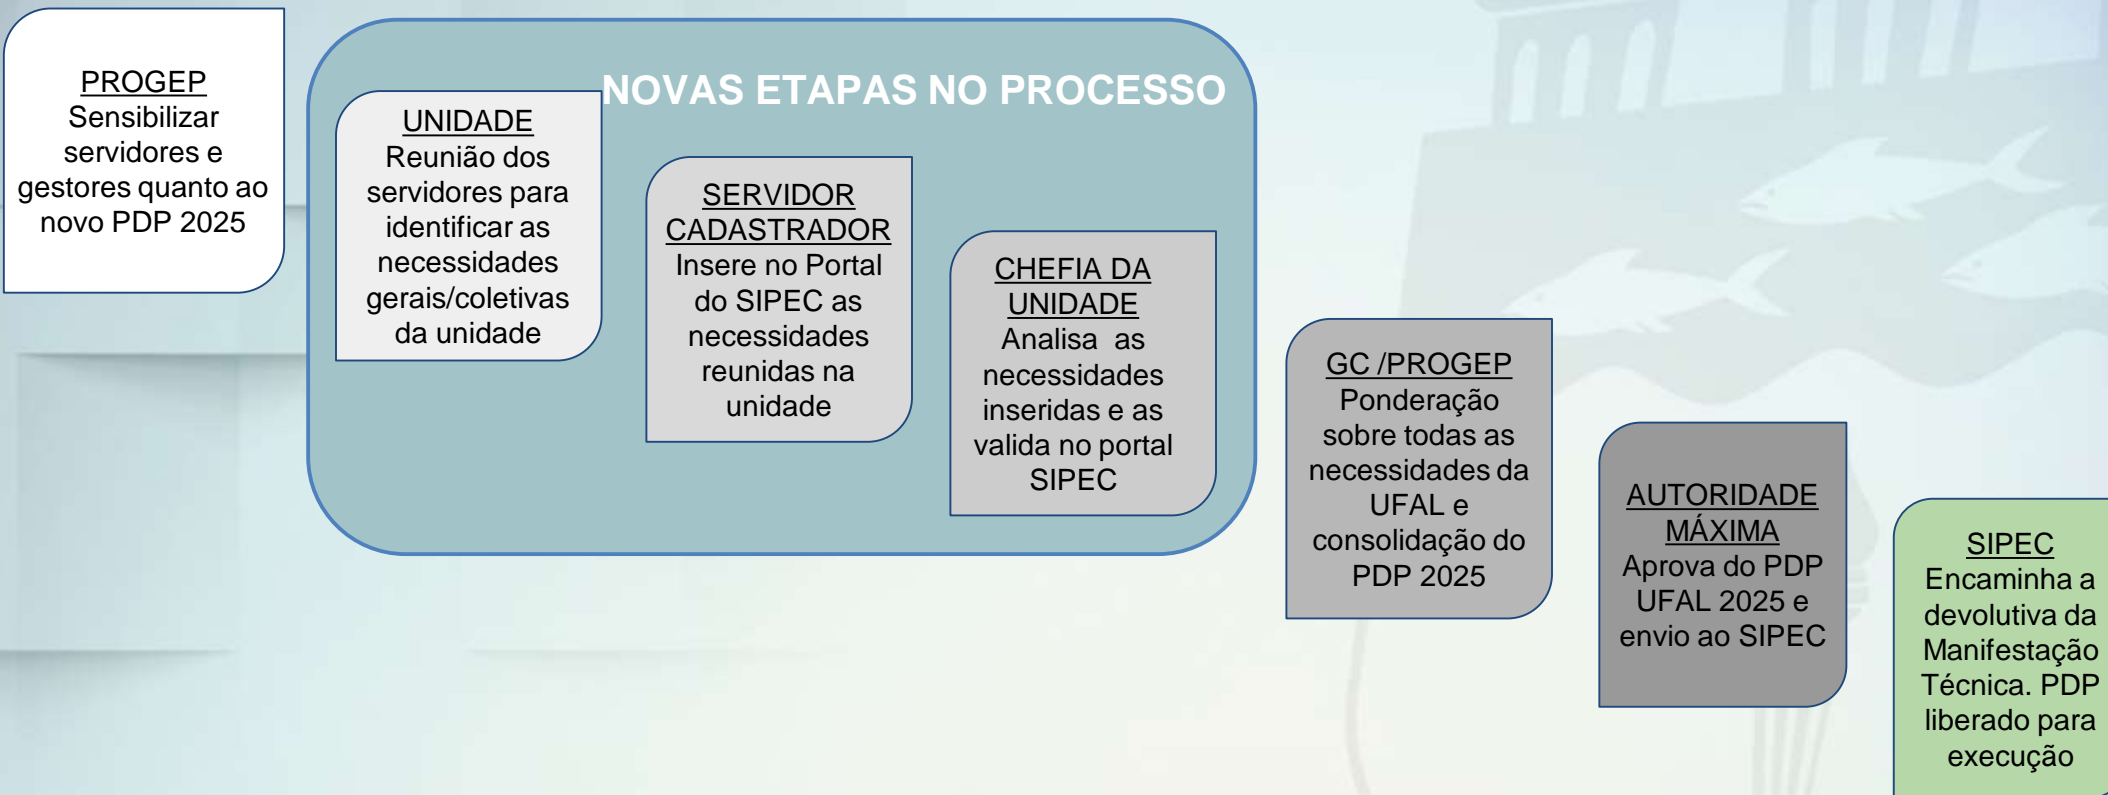 PROGEP
Sensibilizar
servidores e
gestores quanto ao
novo PDP 2025
NOVAS ETAPAS NO PROCESSO
UNIDADE
Reunião dos
servidores para
identificar as
necessidades
gerais/coletivas
da unidade
SERVIDOR
CADASTRADOR
Insere no Portal
do SIPEC as
necessidades
reunidas na
unidade
CHEFIA DA
UNIDADE
Analisa as
necessidades
inseridas e as
valida no portal
SIPEC
GC /PROGEP
Ponderação
sobre todas as
necessidades da
UFAL e
consolidação do
PDP 2025
AUTORIDADE
MÁXIMA
Aprova do PDP
UFAL 2025 e
envio ao SIPEC
SIPEC
Encaminha a
devolutiva da
Manifestação
Técnica. PDP
liberado para
execução